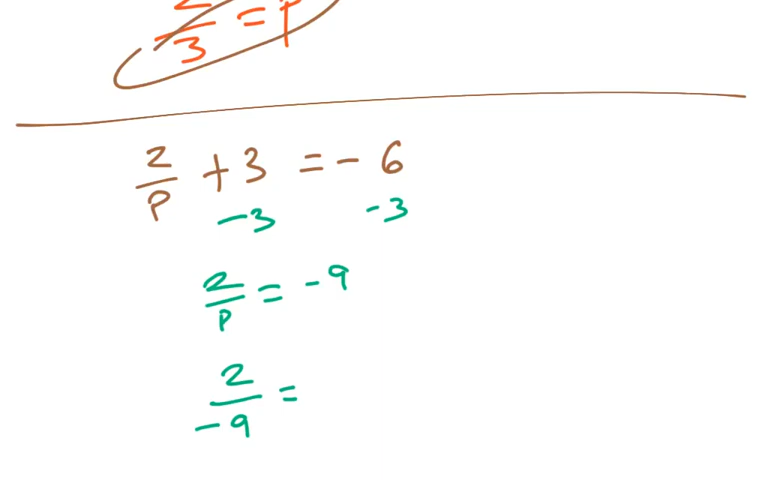 2/3 = p
2/p + 3 = - 6
-3 -3
2/p = -9
2/-9 =